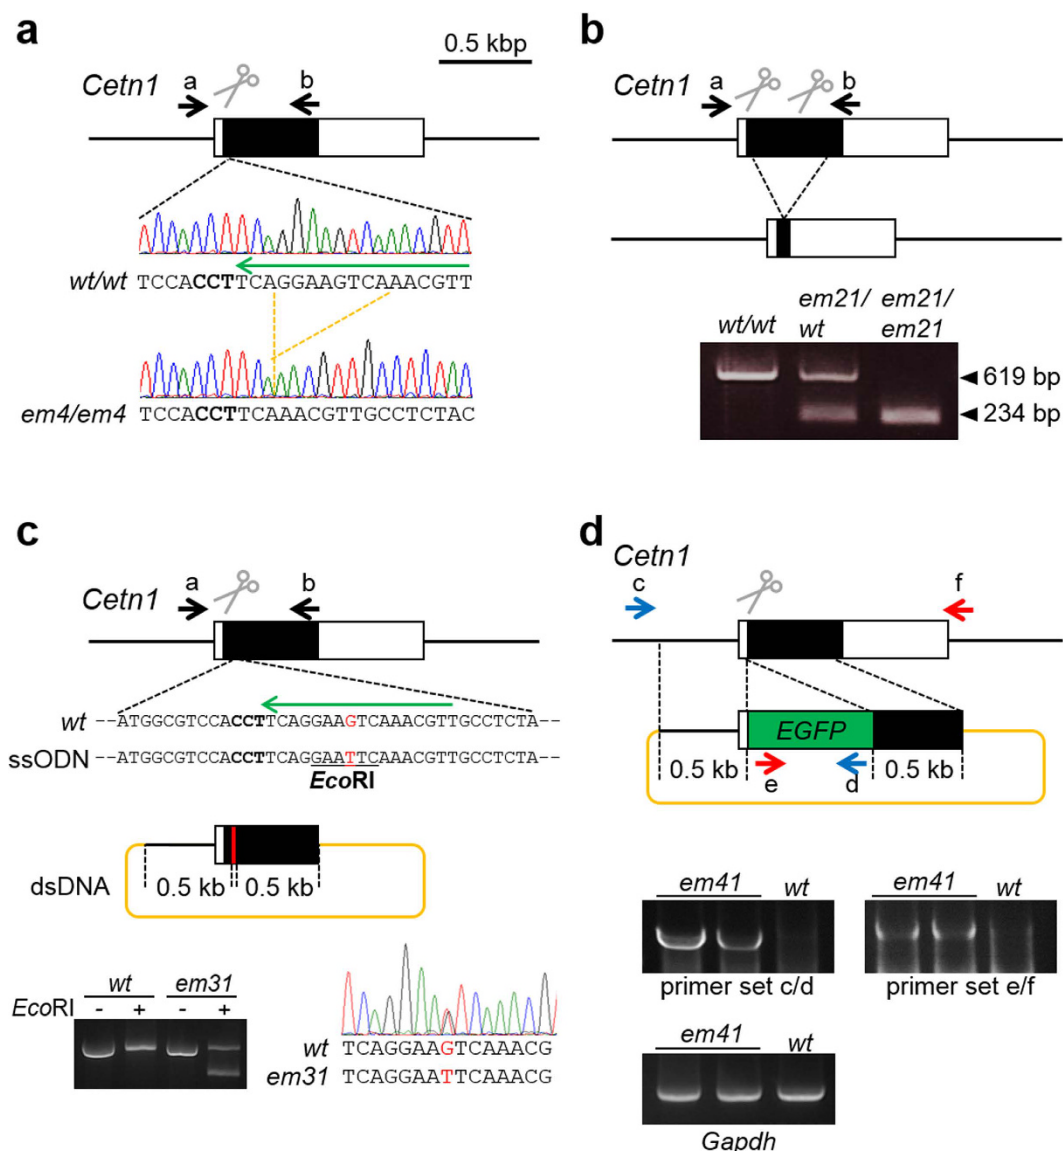 a
0.5 kbp
Cetn1
a
b
wt/wt
TCCACCTTCAGGAAGTCAAACGTT
em4/em4
TCCACCTTCAAACGTTGCCTCTAC
b
Cetn1
a
b
wt/wt
em21/
wt
em21/
em21
619 bp
234 bp
c
Cetn1
a
b
wt
--ATGGCGTCCACCTTCAGGAAGTCAAACGTTGCCTCTA--
ssODN
--ATGGCGTCCACCTTCAGGAATTCAAACGTTGCCTCTA--
EcoRI
dsDNA
0.5 kb
0.5 kb
wt
em31
EcoRI
-
+
-
+
wt
TCAGGAAGTCAAACG
em31
TCAGGAATTCAAACG
d
Cetn1
c
f
EGFP
0.5 kb
e
d
0.5 kb
em41
wt
primer set c/d
em41
wt
primer set e/f
em41
wt
Gapdh